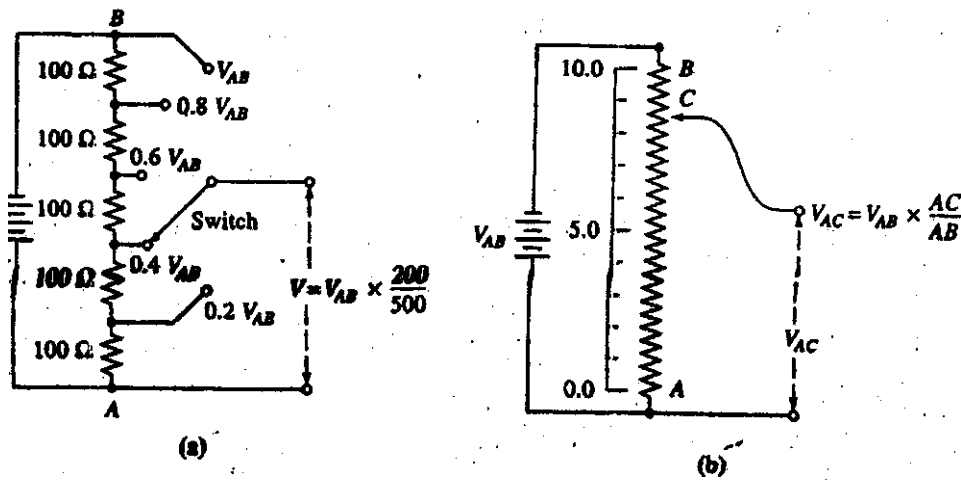 B
100 Ω
V_AB
0.8 V_AB
100 Ω
0.6 V_AB
100 Ω
Switch
0.4 V_AB
100 Ω
V = V_AB × 200/500
0.2 V_AB
100 Ω
A
(a)
10.0
B
C
V_AC = V_AB × AC/AB
V_AB
5.0
V_AC
0.0
A
(b)